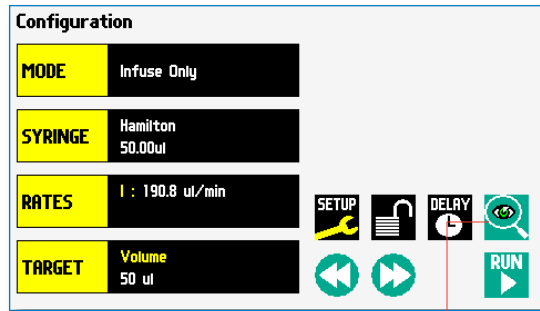 Configuration
MODE
Infuse Only
SYRINGE
Hamilton
50.00ul
RATES
I : 190.8 ul/min
TARGET
Volume
50 ul
SETUP
DELAY
RUN